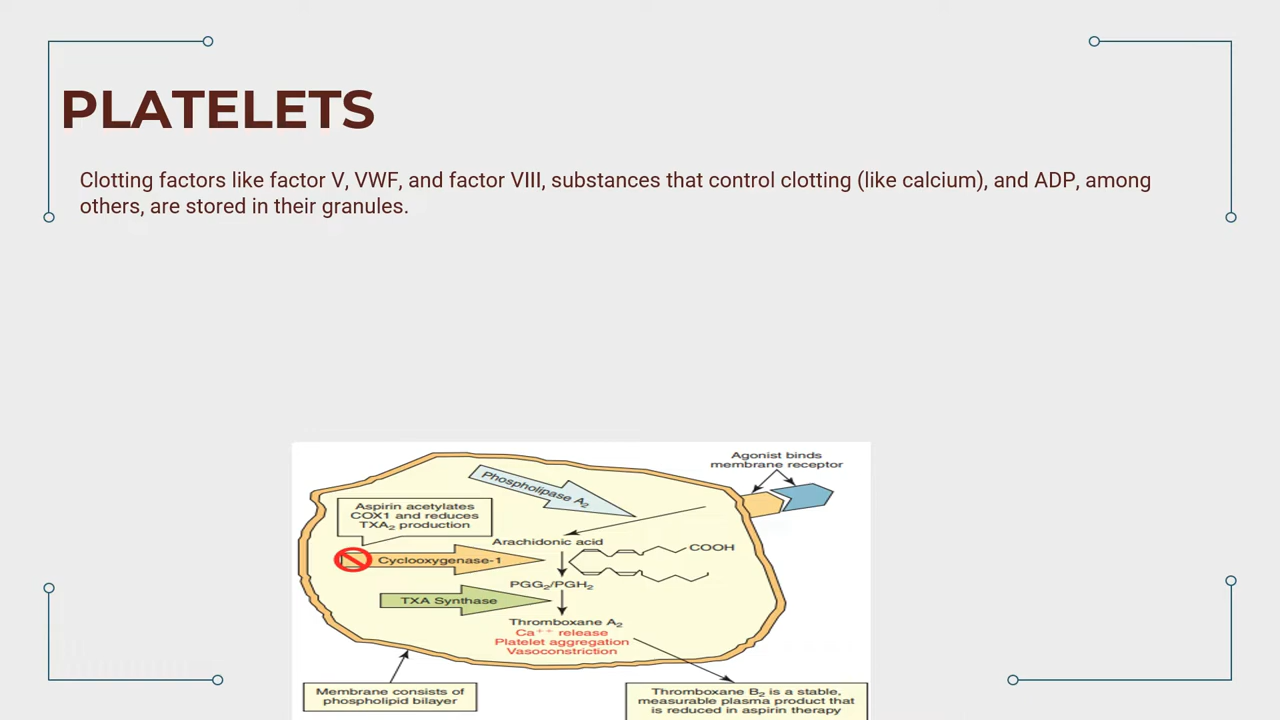 PLATELETS
Clotting factors like factor V, VWF, and factor VIII, substances that control clotting (like calcium), and ADP, among
others, are stored in their granules.
Agonist binds
membrane receptor
Phospholipase A₂
Aspirin acetylates
COX1 and reduces
TXA₂ production
Arachidonic acid
COOH
Cyclooxygenase-1
PGG₂/PGH₂
TXA Synthase
Thromboxane A₂
Ca⁺⁺ release
Platelet aggregation
Vasoconstriction
Membrane consists of
phospholipid bilayer
Thromboxane B₂ is a stable,
measurable plasma product that
is reduced in aspirin therapy